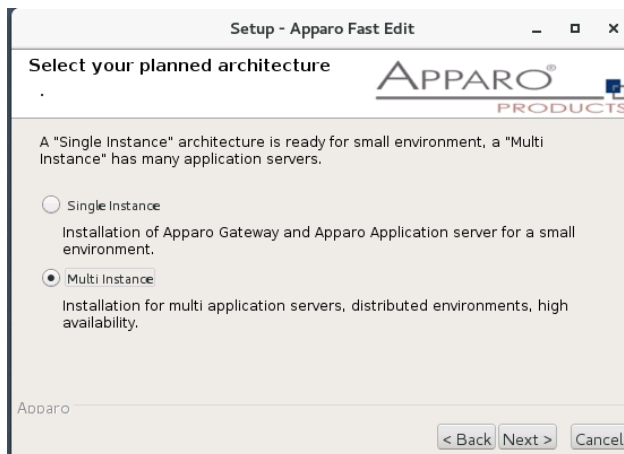 Setup - Apparo Fast Edit
Select your planned architecture
.
APPARO®
PRODUCTS
A "Single Instance" architecture is ready for small environment, a "Multi
Instance" has many application servers.
Single Instance
Installation of Apparo Gateway and Apparo Application server for a small
environment.
Multi Instance
Installation for multi application servers, distributed environments, high
availability.
Apparo
< Back Next > Cancel